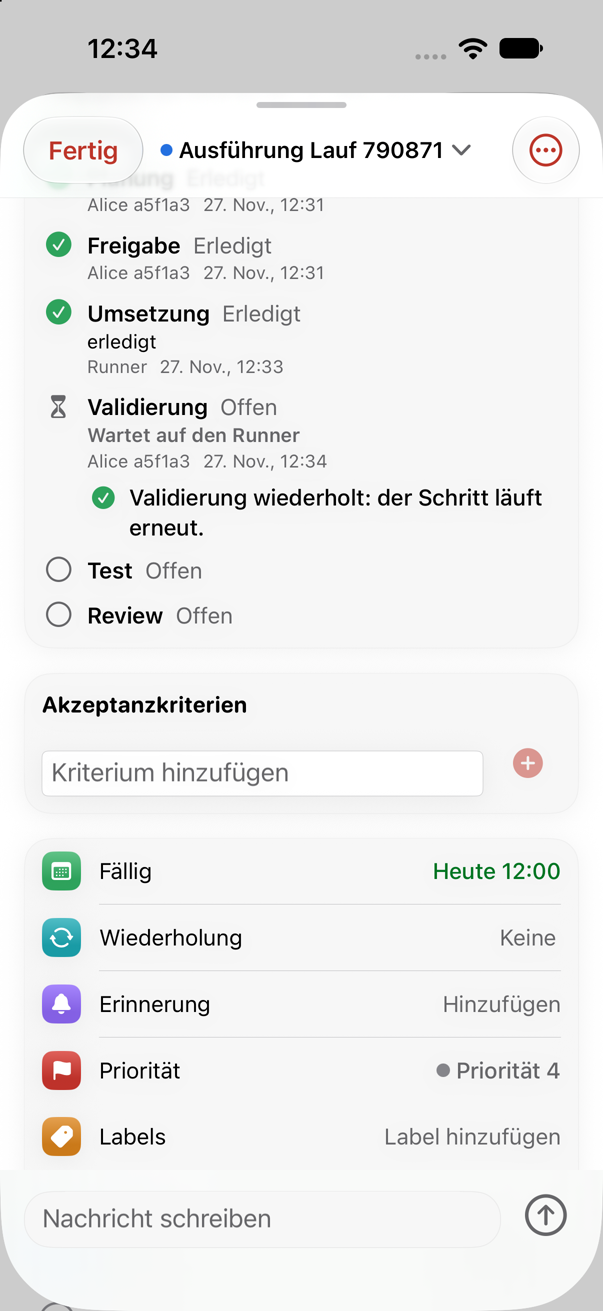 12:34
Fertig
Ausführung Lauf 790871
Planung Erledigt
Alice a5f1a3 27. Nov., 12:31
Freigabe Erledigt
Alice a5f1a3 27. Nov., 12:31
Umsetzung Erledigt
erledigt
Runner 27. Nov., 12:33
Validierung Offen
Wartet auf den Runner
Alice a5f1a3 27. Nov., 12:34
Validierung wiederholt: der Schritt läuft
erneut.
Test Offen
Review Offen
Akzeptanzkriterien
Kriterium hinzufügen
Fällig Heute 12:00
Wiederholung Keine
Erinnerung Hinzufügen
Priorität Priorität 4
Labels Label hinzufügen
Nachricht schreiben